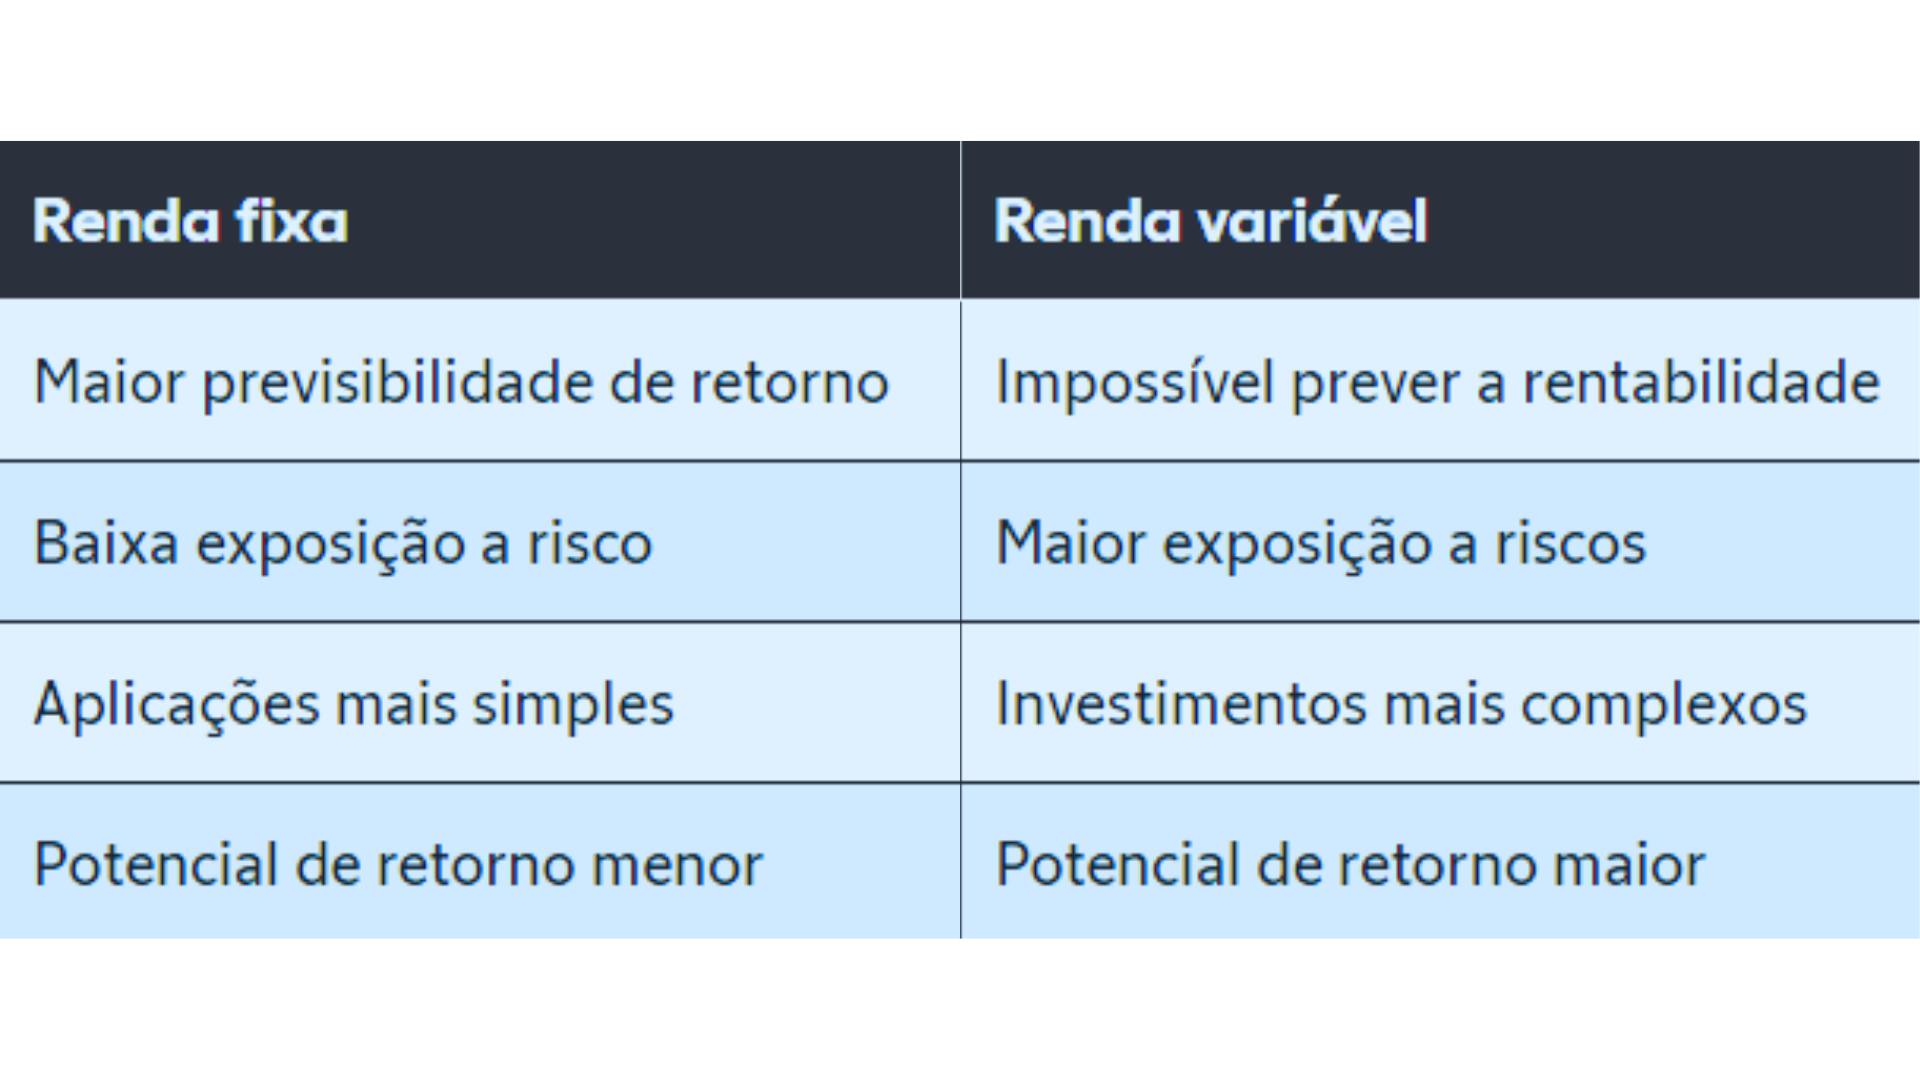 Renda fixa
Renda variável
Maior previsibilidade de retorno
Impossível prever a rentabilidade
Baixa exposição a risco
Maior exposição a riscos
Aplicações mais simples
Investimentos mais complexos
Potencial de retorno menor
Potencial de retorno maior